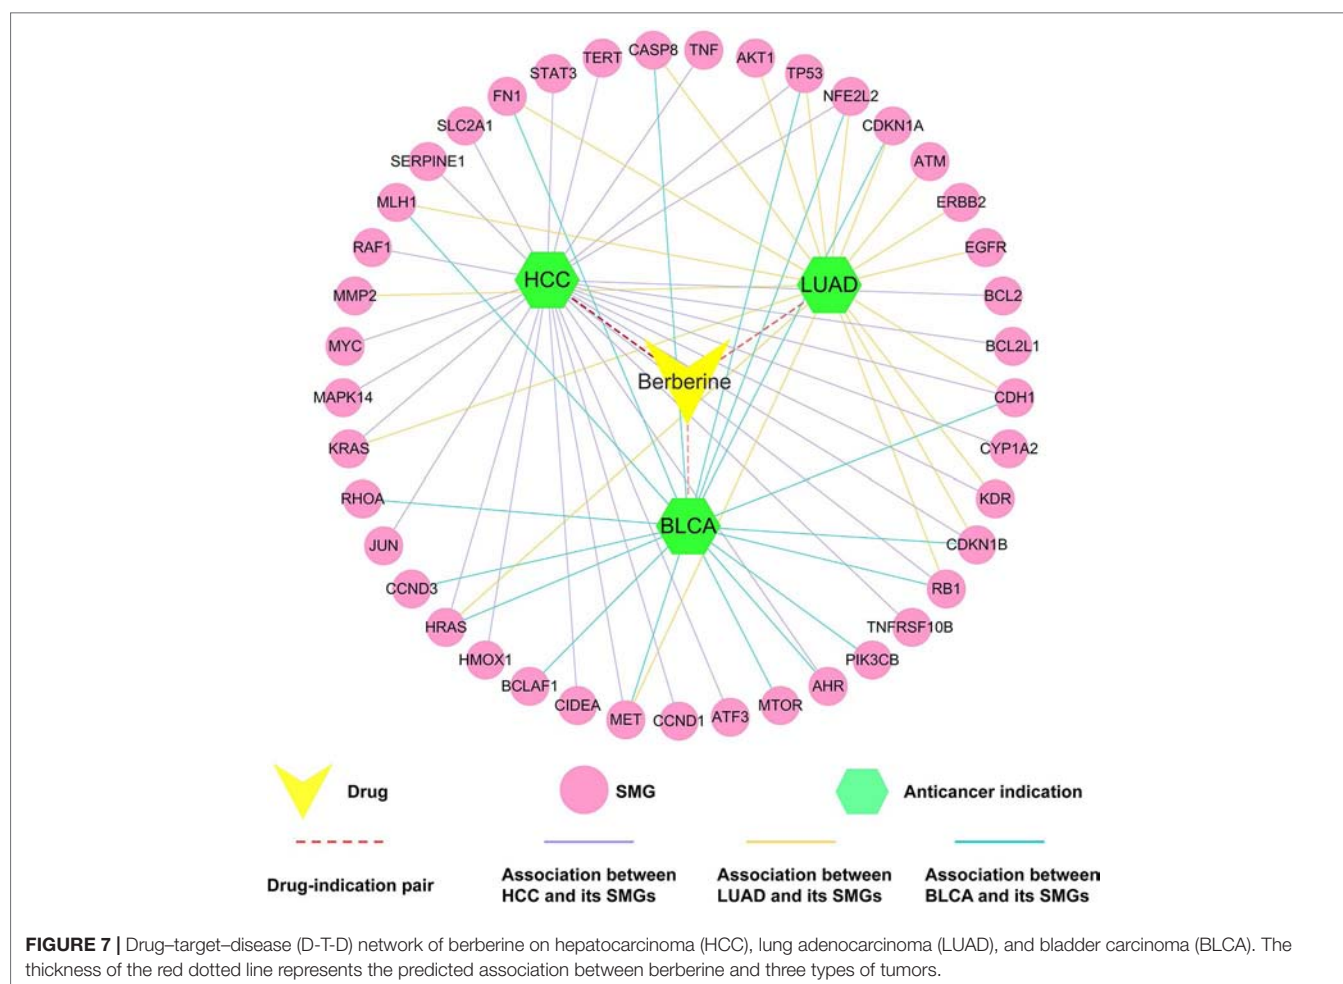 CASP8
TNF
TERT
AKT1
STAT3
TP53
FN1
NFE2L2
SLC2A1
CDKN1A
SERPINE1
ATM
MLH1
ERBB2
RAF1
EGFR
HCC
LUAD
MMP2
BCL2
MYC
BCL2L1
Berberine
MAPK14
CDH1
KRAS
CYP1A2
RHOA
KDR
BLCA
JUN
CDKN1B
CCND3
RB1
HRAS
TNFRSF10B
HMOX1
PIK3CB
BCLAF1
AHR
CIDEA
MTOR
MET
CCND1
ATF3
Drug
SMG
Anticancer indication
Drug-indication pair
Association between
HCC and its SMGs
Association between
LUAD and its SMGs
Association between
BLCA and its SMGs
FIGURE 7 | Drug–target–disease (D-T-D) network of berberine on hepatocarcinoma (HCC), lung adenocarcinoma (LUAD), and bladder carcinoma (BLCA). The
thickness of the red dotted line represents the predicted association between berberine and three types of tumors.